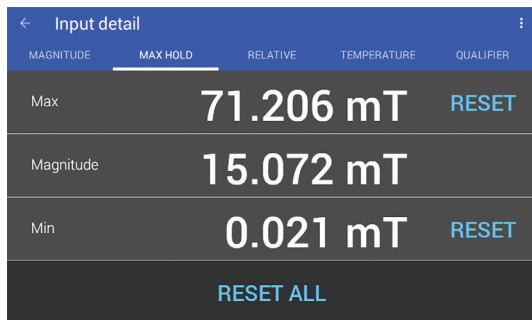 Input detail
MAGNITUDE MAX HOLD RELATIVE TEMPERATURE QUALIFIER
Max 71.206 mT RESET
Magnitude 15.072 mT
Min 0.021 mT RESET
RESET ALL